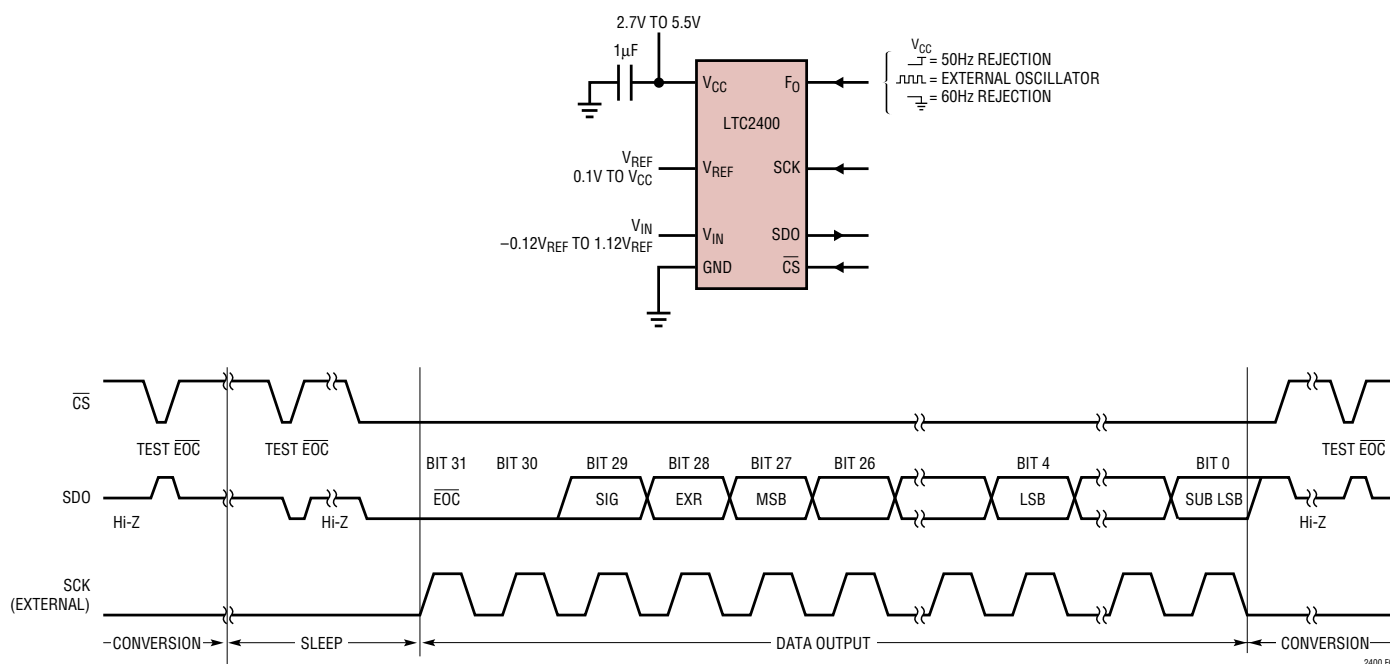 2.7V TO 5.5V
1µF
VCC
FO
VCC
= 50Hz REJECTION
= EXTERNAL OSCILLATOR
= 60Hz REJECTION
LTC2400
VREF
0.1V TO VCC
VREF
SCK
VIN
–0.12VREF TO 1.12VREF
VIN
SDO
GND
CS
CS
TEST EOC
TEST EOC
TEST EOC
BIT 31
BIT 30
BIT 29
BIT 28
BIT 27
BIT 26
BIT 4
BIT 0
SDO
EOC
SIG
EXR
MSB
LSB
SUB LSB
Hi-Z
Hi-Z
Hi-Z
SCK
(EXTERNAL)
CONVERSION
SLEEP
DATA OUTPUT
CONVERSION